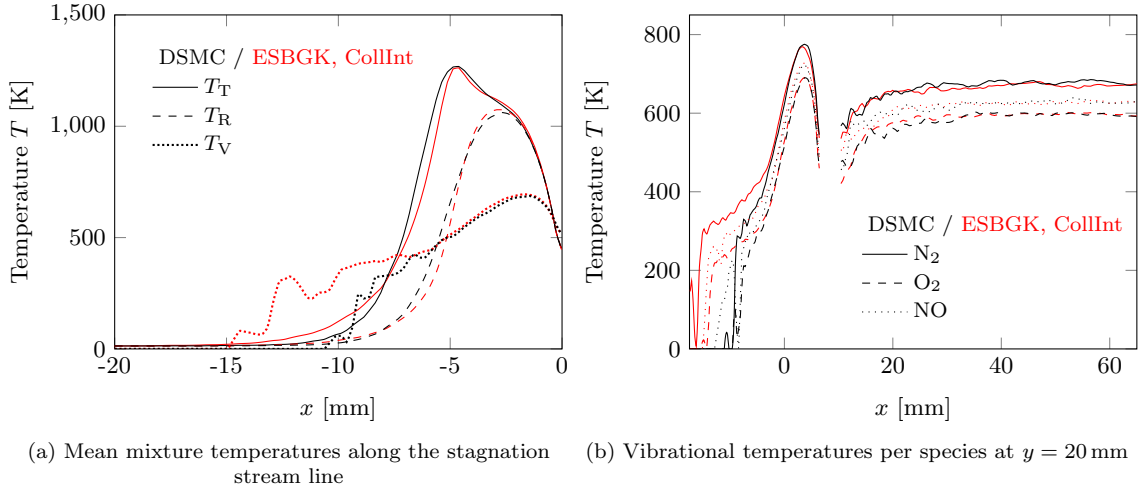 1,500
1,000
500
0
Temperature T [K]
DSMC / ESBGK, CollInt
T_T
T_R
T_V
-20
-15
-10
-5
0
x [mm]
(a) Mean mixture temperatures along the stagnation
stream line
800
600
400
200
0
Temperature T [K]
DSMC / ESBGK, CollInt
N₂
O₂
NO
0
20
40
60
x [mm]
(b) Vibrational temperatures per species at y = 20 mm